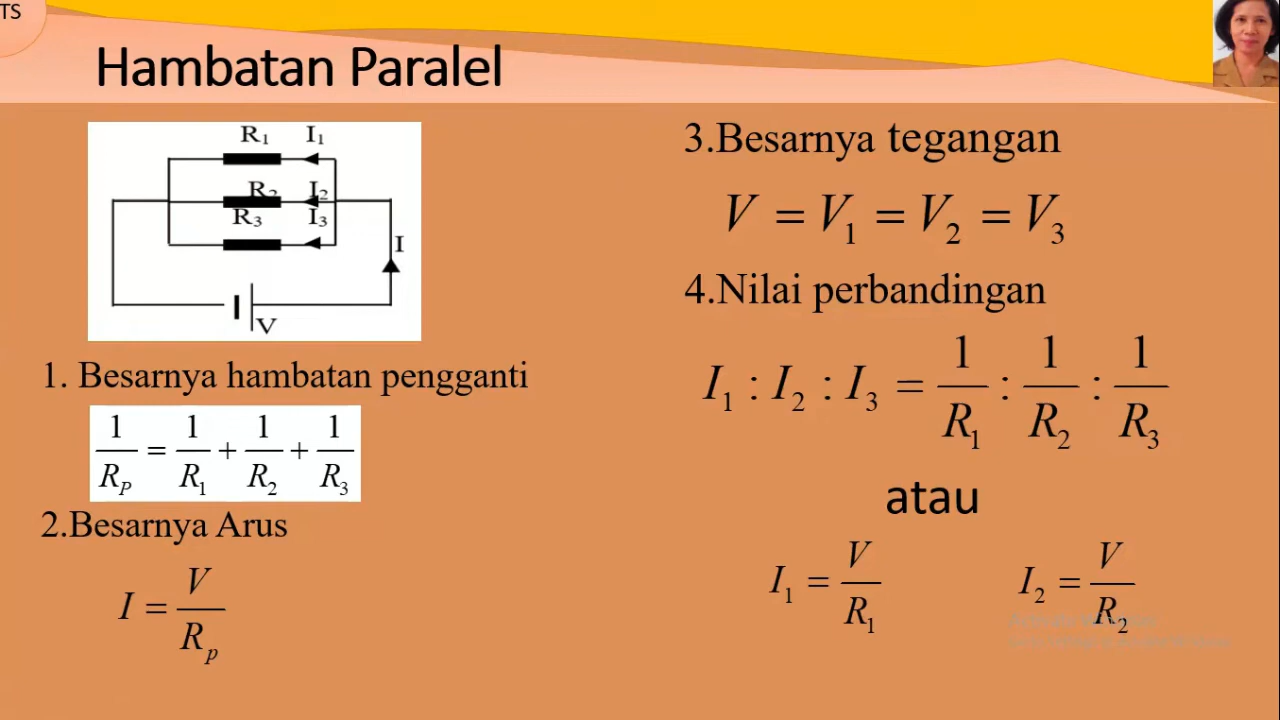 TS
Hambatan Paralel
R₁ I₁
R₂ I₂
R₃ I₃
I
V
1. Besarnya hambatan pengganti
1/R_P = 1/R₁ + 1/R₂ + 1/R₃
2.Besarnya Arus
I = V/R_p
3.Besarnya tegangan
V = V₁ = V₂ = V₃
4.Nilai perbandingan
I₁ : I₂ : I₃ = 1/R₁ : 1/R₂ : 1/R₃
atau
I₁ = V/R₁ I₂ = V/R₂